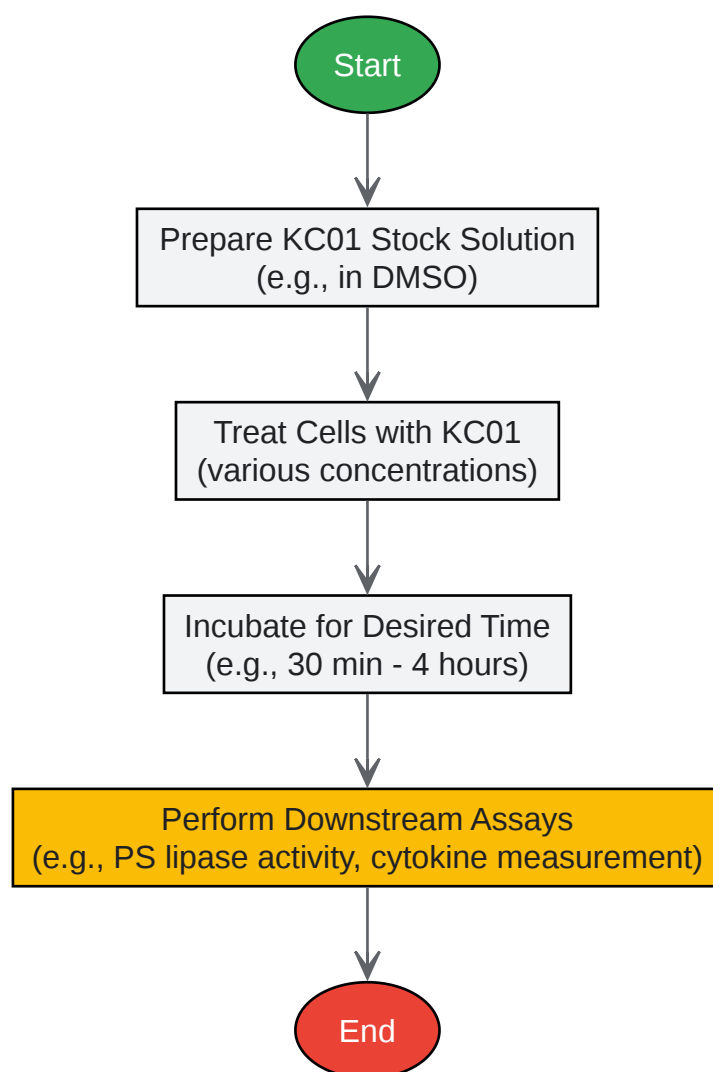 Start
Prepare KC01 Stock Solution
(e.g., in DMSO)
Treat Cells with KC01
(various concentrations)
Incubate for Desired Time
(e.g., 30 min - 4 hours)
Perform Downstream Assays
(e.g., PS lipase activity, cytokine measurement)
End